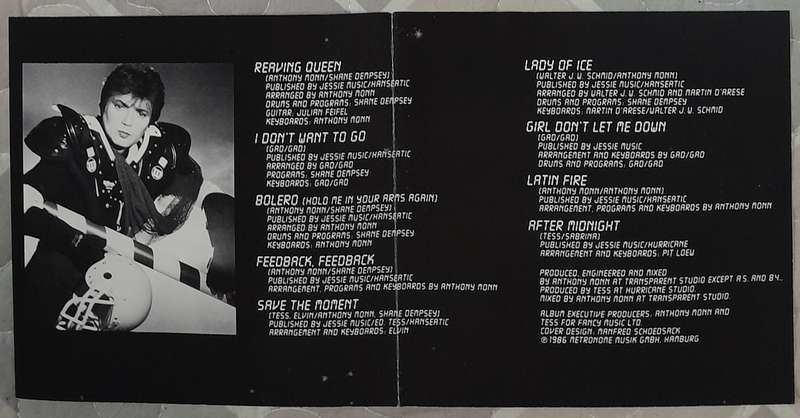 REAVING QUEEN
(ANTHONY MONN/SHANE DEMPSEY)
PUBLISHED BY JESSIE MUSIC/HANSEATIC
ARRANGED BY ANTHONY MONN
DRUMS AND PROGRAMS: SHANE DEMPSEY
GUITAR: JULIAN FEIFEL
KEYBOARDS: ANTHONY MONN
I DON'T WANT TO GO
(GAD/GAD)
PUBLISHED BY JESSIE MUSIC/HANSEATIC
ARRANGED BY GAD/GAD
PROGRAMS: SHANE DEMPSEY
KEYBOARDS: GAD/GAD
BOLERO (HOLD ME IN YOUR ARMS AGAIN)
(ANTHONY MONN/SHANE DEMPSEY)
PUBLISHED BY JESSIE MUSIC/HANSEATIC
ARRANGED BY ANTHONY MONN
DRUMS AND PROGRAMS: SHANE DEMPSEY
KEYBOARDS: ANTHONY MONN
FEEDBACK, FEEDBACK
(ANTHONY MONN/SHANE DEMPSEY)
PUBLISHED BY JESSIE MUSIC/HANSEATIC
ARRANGEMENT, PROGRAMS AND KEYBOARDS BY ANTHONY MONN
SAVE THE MOMENT
(TESS, ELVIN/ANTHONY MONN, SHANE DEMPSEY)
PUBLISHED BY JESSIE MUSIC/ED. TESS/HANSEATIC
ARRANGEMENT AND KEYBOARDS: ELVIN
LADY OF ICE
(WALTER J. W. SCHMID/ANTHONY MONN)
PUBLISHED BY JESSIE MUSIC/HANSEATIC
ARRANGED BY WALTER J. W. SCHMID AND MARTIN D'ARESE
DRUMS AND PROGRAMS: SHANE DEMPSEY
KEYBOARDS: MARTIN D'ARESE/WALTER J. W. SCHMID
GIRL DON'T LET ME DOWN
(GAD/GAD)
PUBLISHED BY JESSIE MUSIC
ARRANGEMENT AND KEYBOARDS BY GAD/GAD
DRUMS AND PROGRAMS: GAD/GAD
LATIN FIRE
(ANTHONY MONN/ANTHONY MONN)
PUBLISHED BY JESSIE MUSIC/HANSEATIC
ARRANGEMENT, PROGRAMS AND KEYBOARDS BY ANTHONY MONN
AFTER MIDNIGHT
(TESS/SABRINA)
PUBLISHED BY JESSIE MUSIC/HURRICANE
ARRANGEMENT AND KEYBOARDS: PIT LOEW
PRODUCED, ENGINEERED AND MIXED
BY ANTHONY MONN AT TRANSPARENT STUDIO EXCEPT A5. AND B4..
PRODUCED BY TESS AT HURRICANE STUDIO.
MIXED BY ANTHONY MONN AT TRANSPARENT STUDIO.
ALBUM EXECUTIVE PRODUCERS: ANTHONY MONN AND
TESS FOR FANCY MUSIC LTD.
COVER DESIGN: MANFRED SCHOEDSACK
℗ 1986 METRONOME MUSIK GMBH, HAMBURG